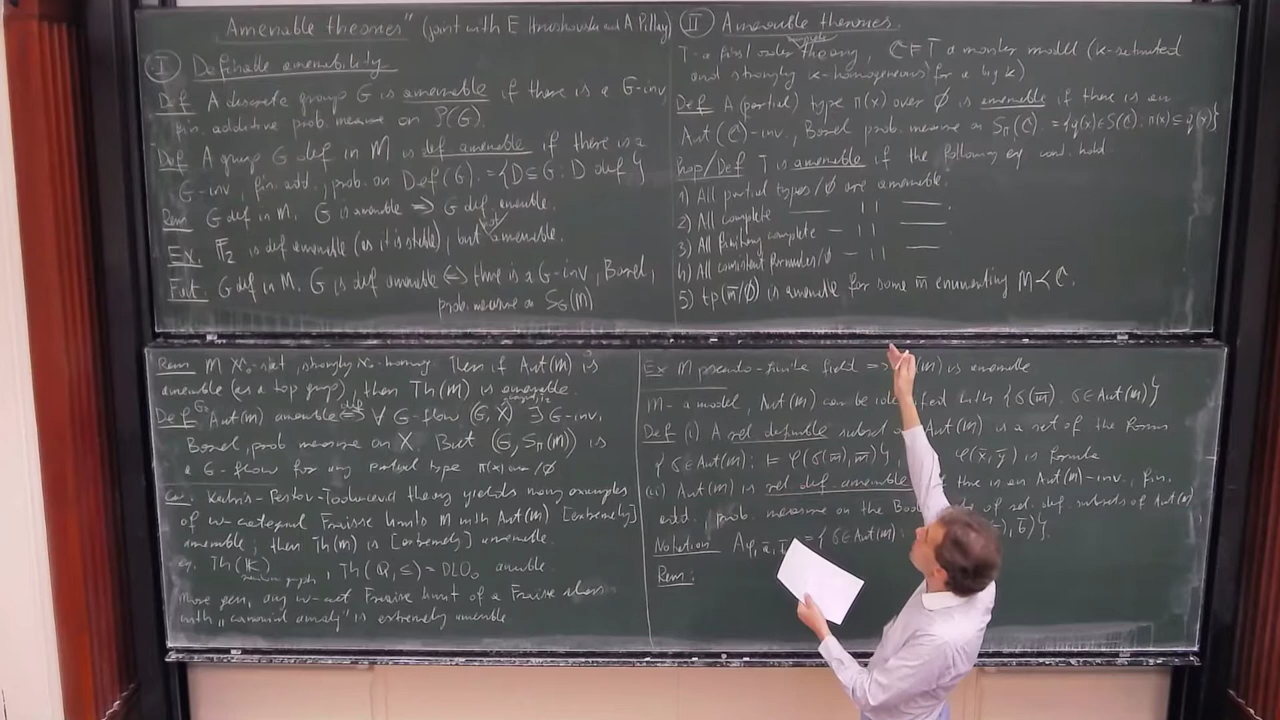 Amenable theories" (joint with E Hrushovski and A Pillay)
I Definable amenability
Def A discrete group G is amenable if there is a G-inv,
fin. additive prob. measure on P(G).
Def A group G def in M is def. amenable if there is a
G-inv, fin. add., prob. on Def(G) := {D ⊆ G : D def}
Rem G def in M. G is amenable => G def. amenable.
Ex. F₂ is def amenable (as it is stable), but not amenable.
Fact. G def in M. G is def amenable <=> there is a G-inv, Borel,
prob. measure on S_G(M)
II Amenable theories.
T - a first order complete theory, ℭ ⊨ T a monster model (κ-saturated
and strongly κ-homogeneous) for a big κ)
Def A (partial) type π(x) over ∅ is amenable if there is an
Aut(ℭ)-inv., Borel prob. measure on S_π(ℭ) := {q(x) ∈ S(ℭ) : π(x) ⊆ q(x)}
Prop/Def T is amenable if the following eq. cond. hold.
1) All partial types/∅ are amenable.
2) All complete — 11 —
3) All finitary complete — 11 —
4) All consistent formulas/∅ — 11
5) tp(m̄/∅) is amenable for some m̄ enumerating M ≺ ℭ.
Rem M ℵ₀-sat, strongly ℵ₀-homog. Then if Aut(M) is
amenable (as a top group), then Th(M) is amenable.
Def Aut(M) amenable <=> ∀ G-flow (G, X) ∃ G-inv.
Borel, prob measure on X. But (G, S_π(M)) is
a G-flow for any partial type π(x) over /∅
Cor. Kechris-Pestov-Todorcevic theory yields many examples
of ω-categorical Fraisse limits M with Aut(M) [extremely]
amenable; then Th(M) is [extremely] amenable.
random graph, Th(Q, ≤) = DLO₀ amenable.
More gen, any ω-cat Fraisse limit of a Fraisse class
with "canonical amalg" is extremely amenable.
Ex M pseudo-finite field => (M) is amenable
M - a model, Aut(M) can be identified with {σ(m̄) : σ ∈ Aut(M)}
Def (i) A rel definable subset of Aut(M) is a set of the form
{σ ∈ Aut(M) : ⊨ φ(σ(m̄), m̄)}, φ(x̄, ȳ) is formula
(ii) Aut(M) is rel def. amenable if there is an Aut(M)-inv., fin.
add., prob. measure on the Boo of rel. def. subsets of Aut(M)
Notation A_φ,ā, := {σ ∈ Aut(M) : , b̄)}.
Rem: